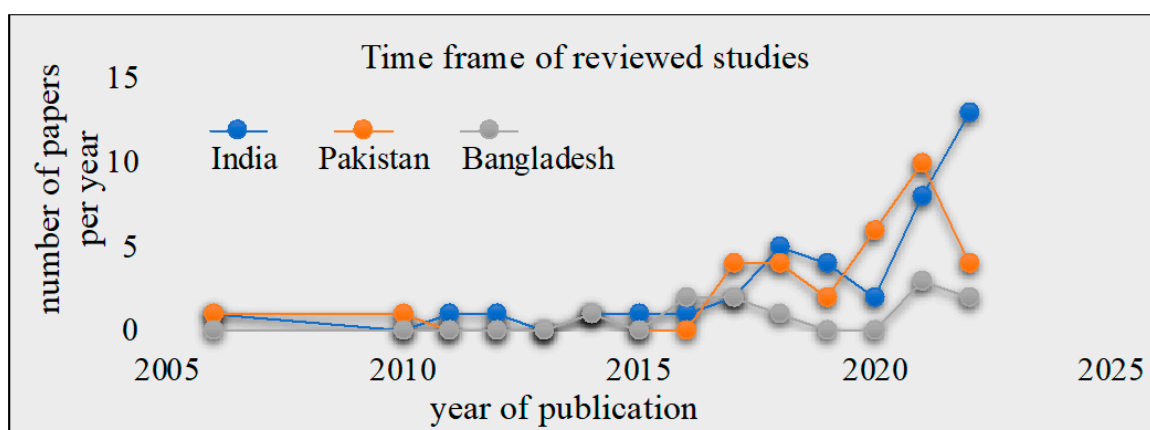 Time frame of reviewed studies
number of papers
per year
15
10
5
0
India Pakistan Bangladesh
2005 2010 2015 2020 2025
year of publication